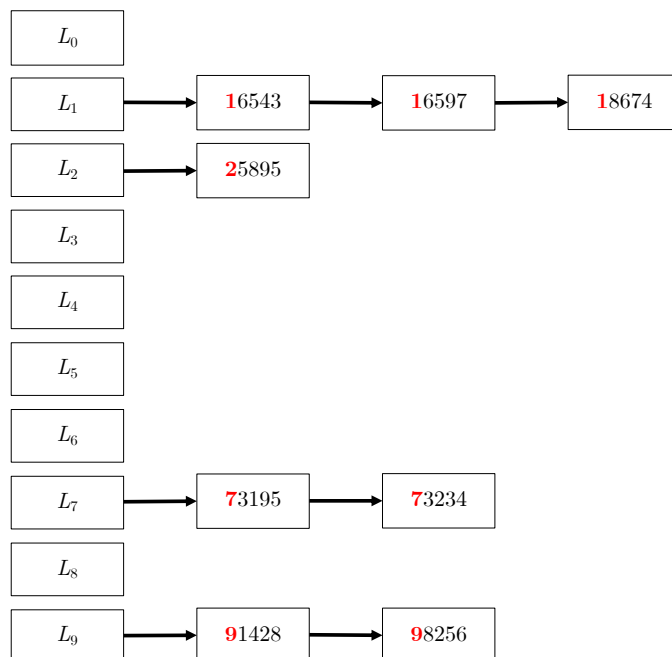 L₀
L₁ 16543 16597 18674
L₂ 25895
L₃
L₄
L₅
L₆
L₇ 73195 73234
L₈
L₉ 91428 98256